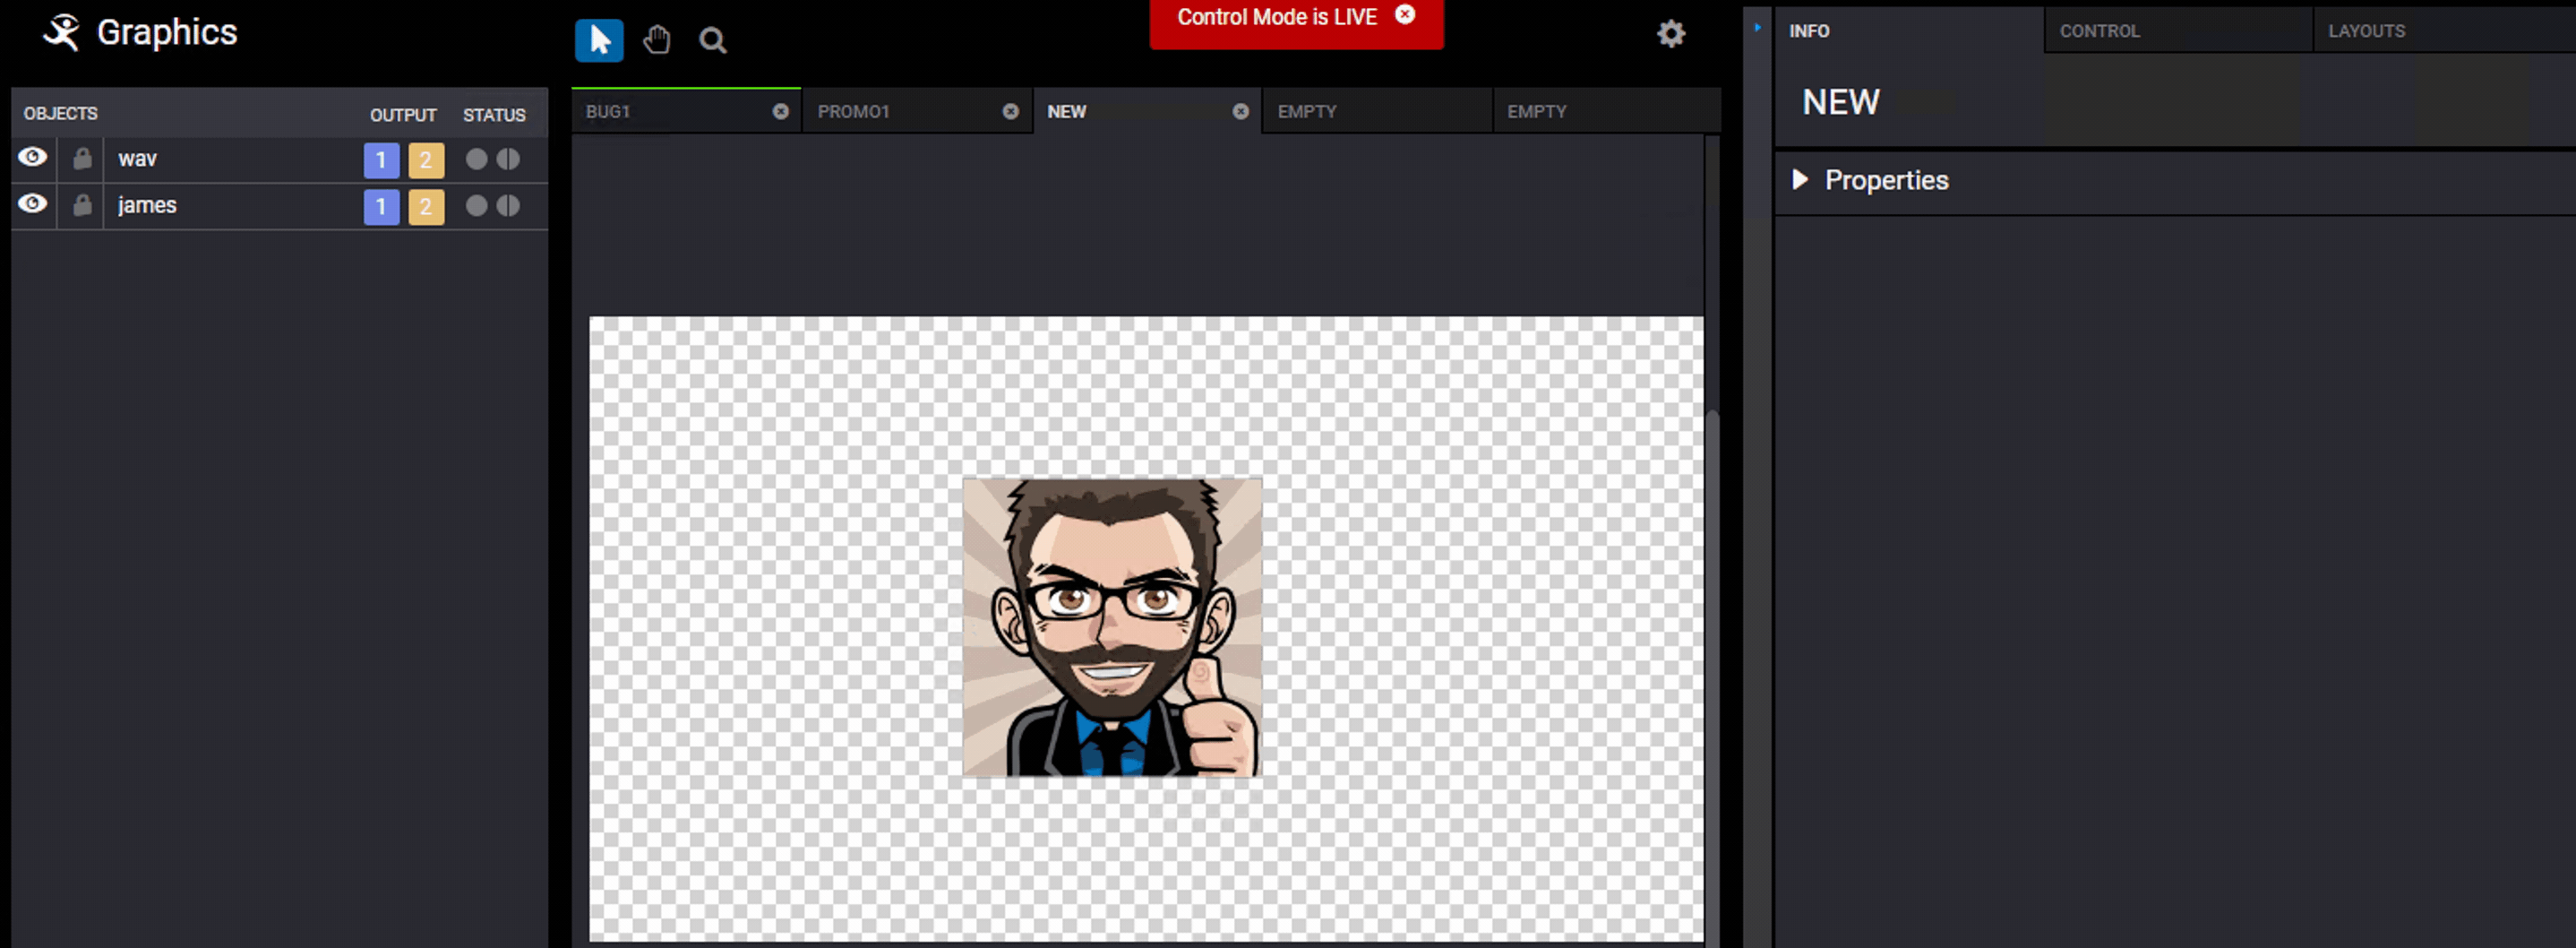 Graphics
Control Mode is LIVE
INFO CONTROL LAYOUTS
OBJECTS OUTPUT STATUS
BUG1 PROMO1 NEW EMPTY EMPTY
NEW
wav 1 2
james 1 2
Properties